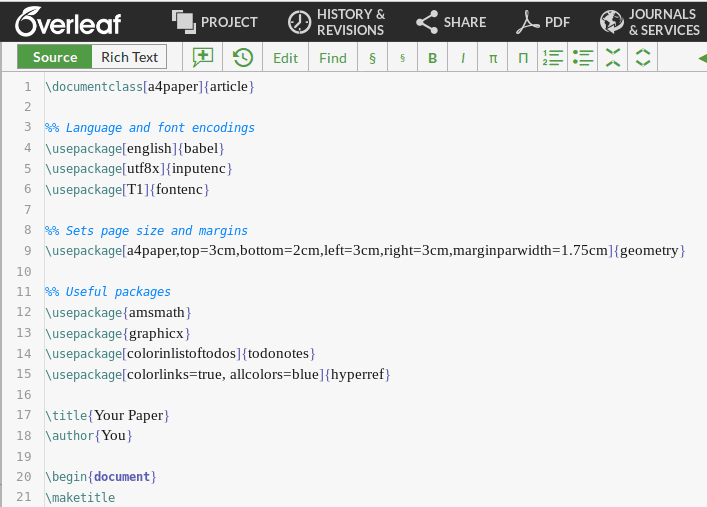 Overleaf PROJECT HISTORY & REVISIONS SHARE PDF JOURNALS & SERVICES
Source Rich Text Edit Find § § B I π Π
1 \documentclass[a4paper]{article}
2
3 %% Language and font encodings
4 \usepackage[english]{babel}
5 \usepackage[utf8x]{inputenc}
6 \usepackage[T1]{fontenc}
7
8 %% Sets page size and margins
9 \usepackage[a4paper,top=3cm,bottom=2cm,left=3cm,right=3cm,marginparwidth=1.75cm]{geometry}
10
11 %% Useful packages
12 \usepackage{amsmath}
13 \usepackage{graphicx}
14 \usepackage[colorinlistoftodos]{todonotes}
15 \usepackage[colorlinks=true, allcolors=blue]{hyperref}
16
17 \title{Your Paper}
18 \author{You}
19
20 \begin{document}
21 \maketitle